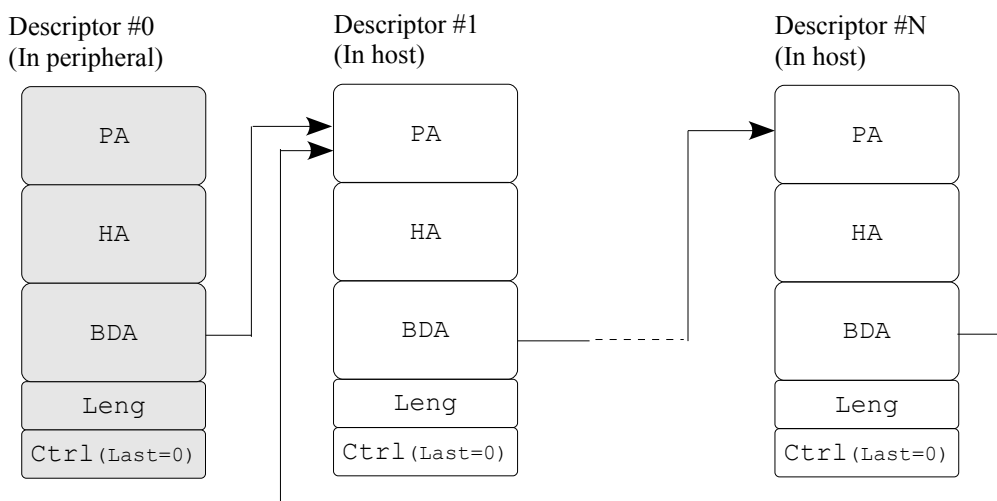 Descriptor #0
(In peripheral)
PA
HA
BDA
Leng
Ctrl(Last=0)
Descriptor #1
(In host)
PA
HA
BDA
Leng
Ctrl(Last=0)
Descriptor #N
(In host)
PA
HA
BDA
Leng
Ctrl(Last=0)